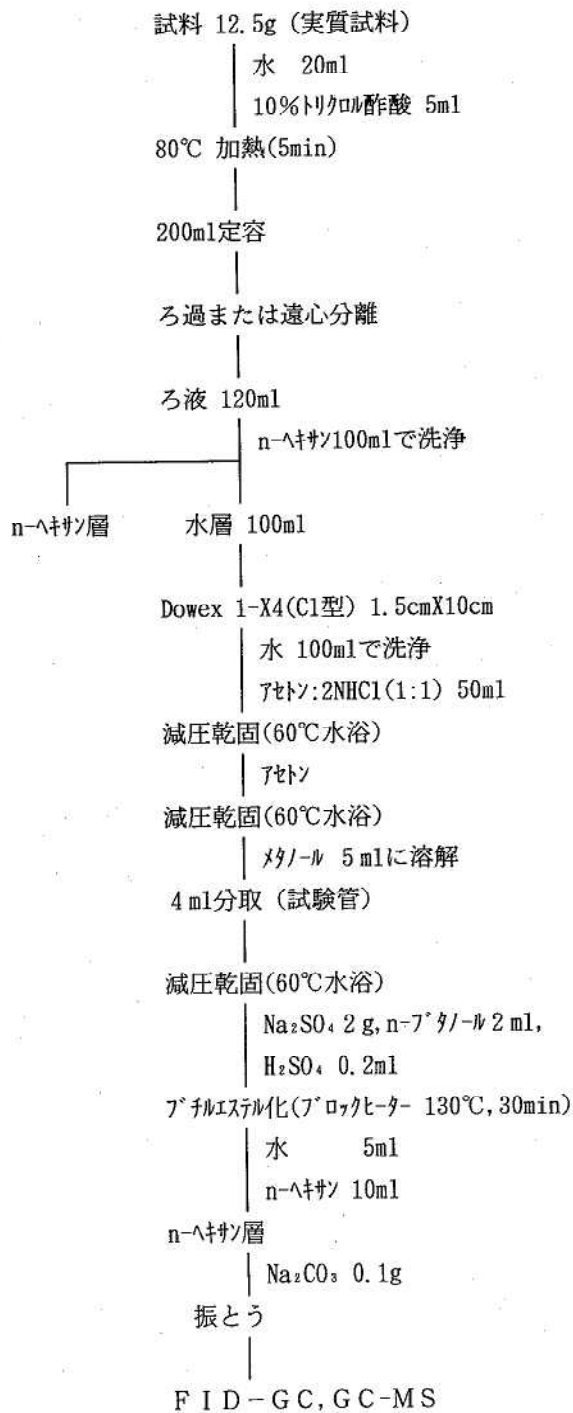 試料 12.5g (実質試料)
水 20ml
10%ﾄﾘｸﾛﾙ酢酸 5ml
80℃ 加熱(5min)
200ml定容
ろ過または遠心分離
ろ液 120ml
n-ﾍｷｻﾝ100mlで洗浄
n-ﾍｷｻﾝ層 水層 100ml
Dowex 1-X4(Cl型) 1.5cmX10cm
水 100mlで洗浄
ｱｾﾄﾝ:2NHCl(1:1) 50ml
減圧乾固(60℃水浴)
ｱｾﾄﾝ
減圧乾固(60℃水浴)
ﾒﾀﾉｰﾙ 5mlに溶解
4ml分取 (試験管)
減圧乾固(60℃水浴)
Na₂SO₄ 2g, n-ﾌﾞﾀﾉｰﾙ 2ml,
H₂SO₄ 0.2ml
ﾌﾞﾁﾙｴｽﾃﾙ化(ﾌﾞﾛｯｸﾋｰﾀｰ 130℃, 30min)
水 5ml
n-ﾍｷｻﾝ 10ml
n-ﾍｷｻﾝ層
Na₂CO₃ 0.1g
振とう
FID-GC, GC-MS